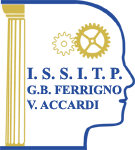 I. S. S. I. T. P.
G.B. FERRIGNO
V. ACCARDI